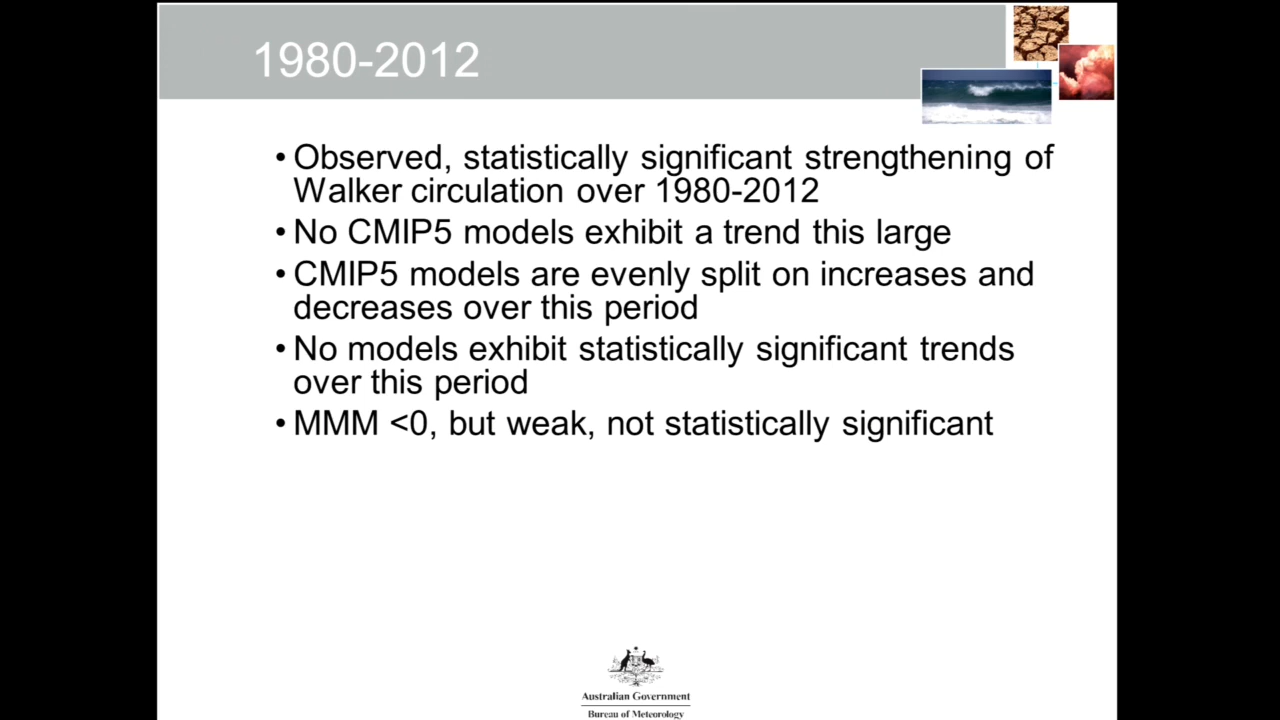 1980-2012
• Observed, statistically significant strengthening of
Walker circulation over 1980-2012
• No CMIP5 models exhibit a trend this large
• CMIP5 models are evenly split on increases and
decreases over this period
• No models exhibit statistically significant trends
over this period
• MMM <0, but weak, not statistically significant
Australian Government
Bureau of Meteorology